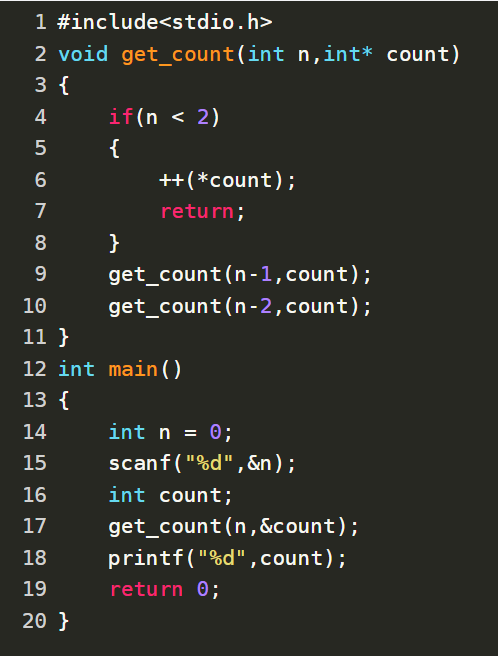 1 #include<stdio.h>
2 void get_count(int n,int* count)
3 {
4     if(n < 2)
5     {
6         ++(*count);
7         return;
8     }
9     get_count(n-1,count);
10     get_count(n-2,count);
11 }
12 int main()
13 {
14     int n = 0;
15     scanf("%d",&n);
16     int count;
17     get_count(n,&count);
18     printf("%d",count);
19     return 0;
20 }